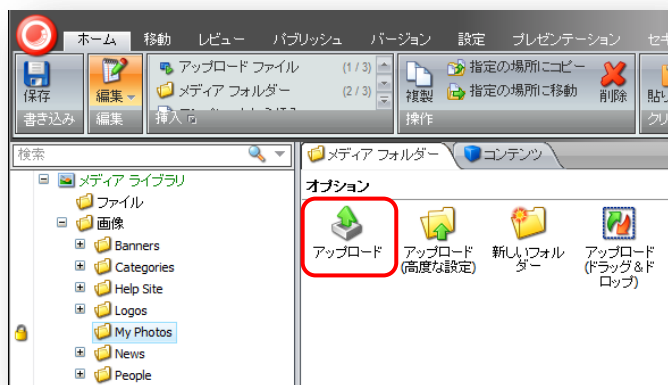 ホーム 移動 レビュー パブリッシュ バージョン 設定 プレゼンテーション セキ
保存
編集
アップロード ファイル (1 / 3)
メディア フォルダー (2 / 3)
複製
指定の場所にコピー
指定の場所に移動
削除
貼り
書き込み 編集 挿入 操作 クリ
検索
メディア フォルダー コンテンツ
メディア ライブラリ
ファイル
画像
Banners
Categories
Help Site
Logos
My Photos
News
People
オプション
アップロード
アップロード
(高度な設定)
新しいフォル
ダー
アップロード
(ドラッグ&ド
ロップ)